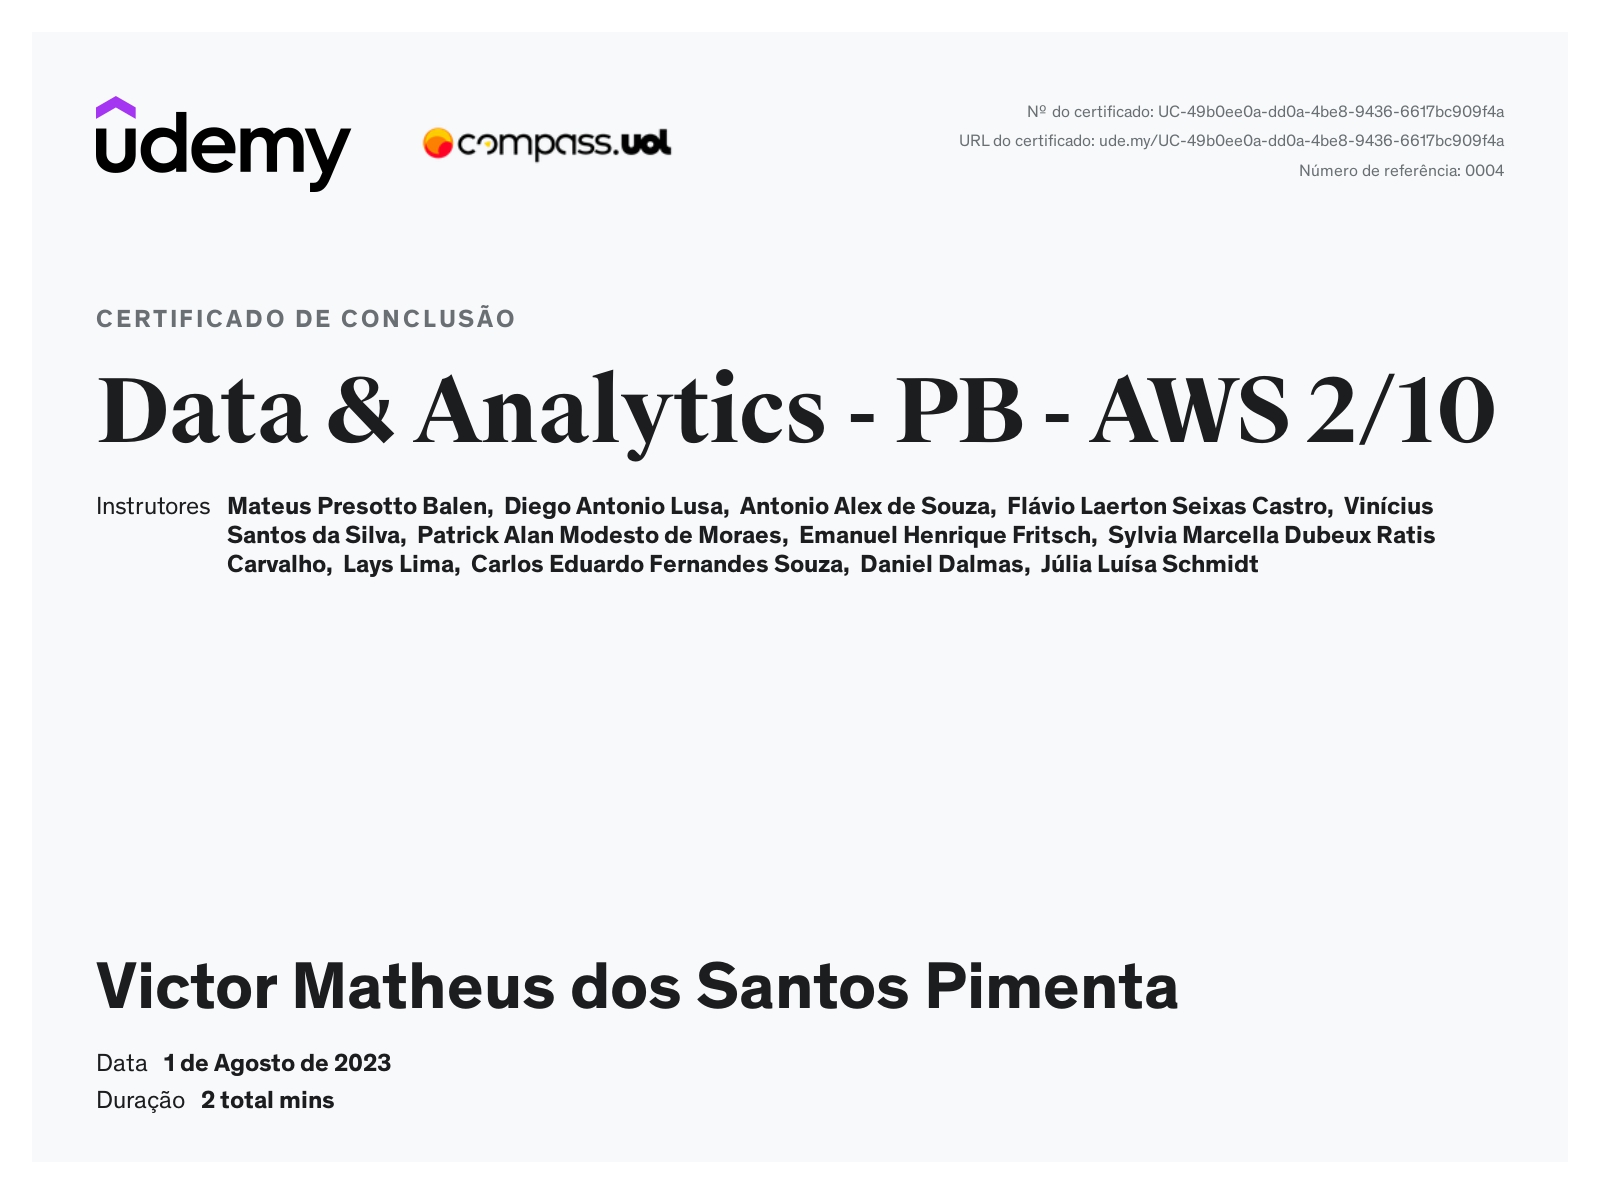 udemy
compass.uol
Nº do certificado: UC-49b0ee0a-dd0a-4be8-9436-6617bc909f4a
URL do certificado: ude.my/UC-49b0ee0a-dd0a-4be8-9436-6617bc909f4a
Número de referência: 0004
CERTIFICADO DE CONCLUSÃO
Data & Analytics - PB - AWS 2/10
Instrutores Mateus Presotto Balen, Diego Antonio Lusa, Antonio Alex de Souza, Flávio Laerton Seixas Castro, Vinícius
Santos da Silva, Patrick Alan Modesto de Moraes, Emanuel Henrique Fritsch, Sylvia Marcella Dubeux Ratis
Carvalho, Lays Lima, Carlos Eduardo Fernandes Souza, Daniel Dalmas, Júlia Luísa Schmidt
Victor Matheus dos Santos Pimenta
Data 1 de Agosto de 2023
Duração 2 total mins